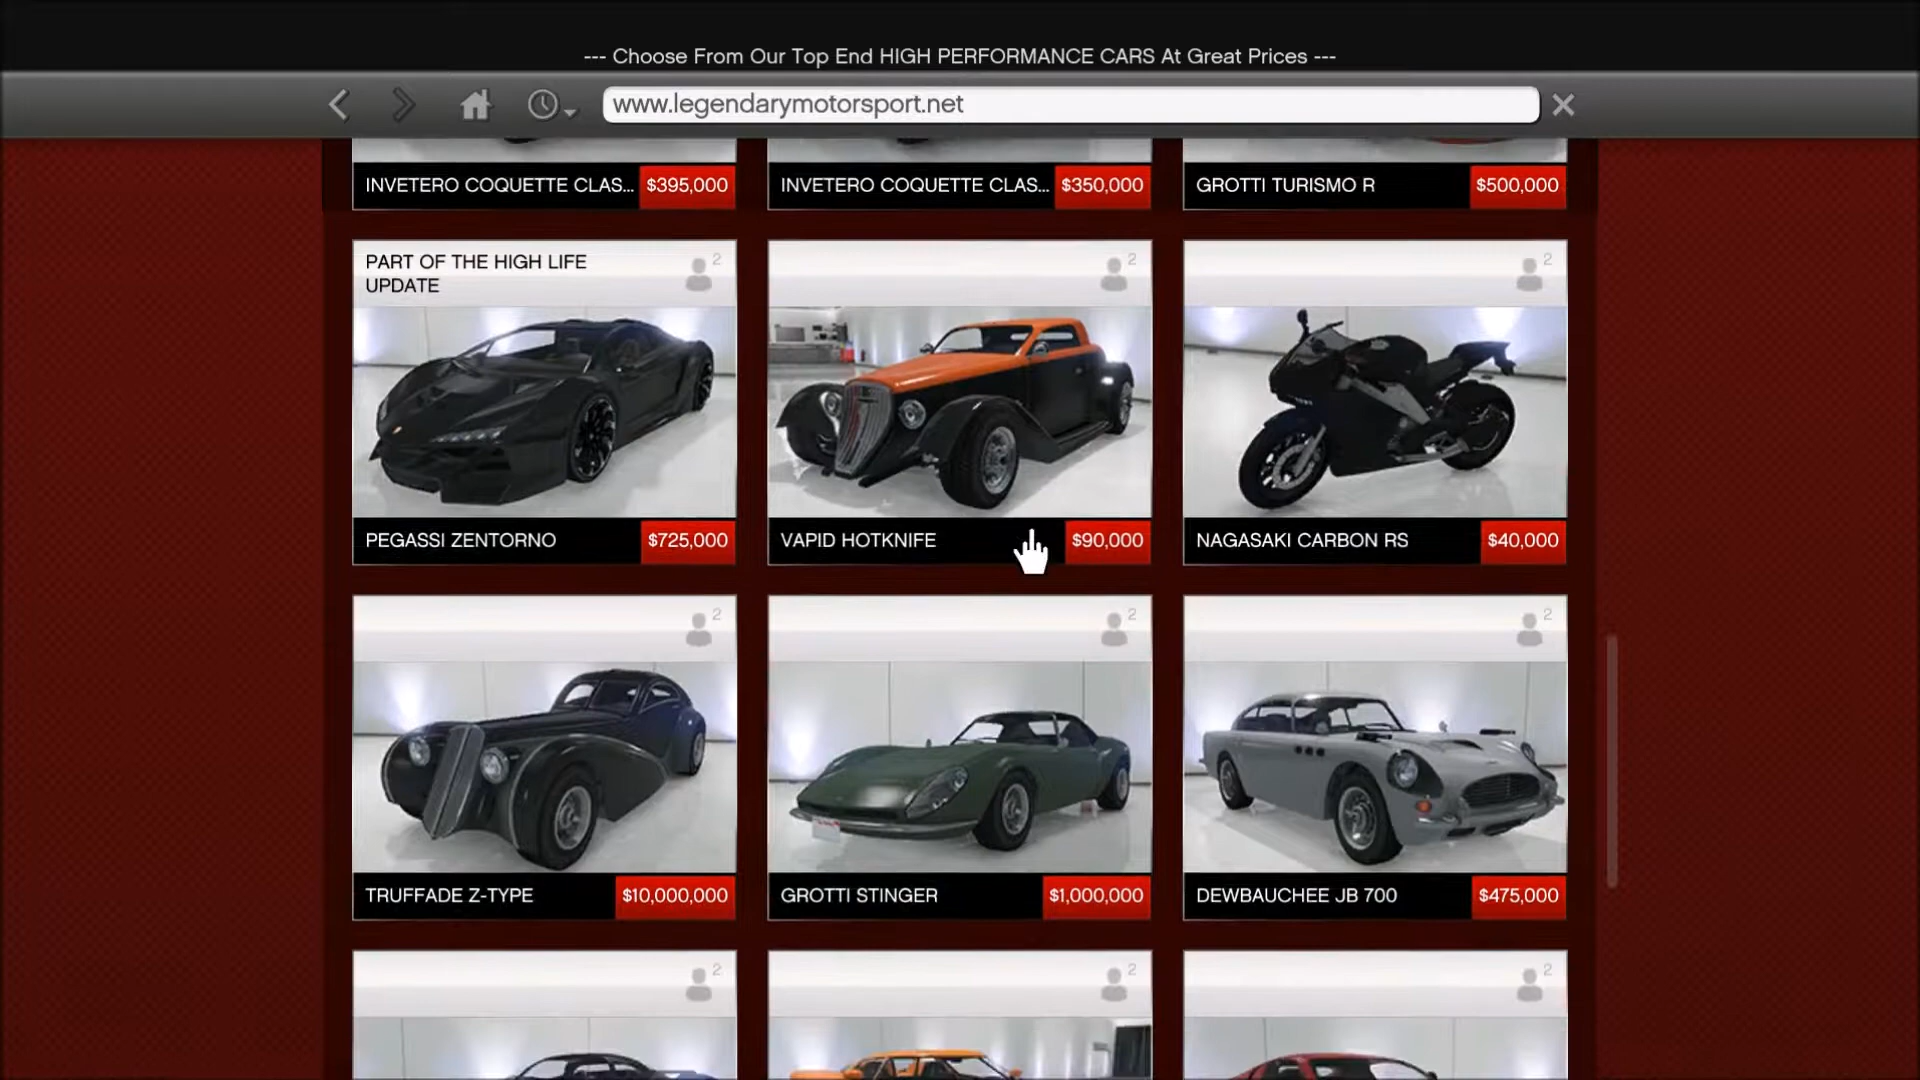 --- Choose From Our Top End HIGH PERFORMANCE CARS At Great Prices ---
www.legendarymotorsport.net
INVETERO COQUETTE CLAS... $395,000
INVETERO COQUETTE CLAS... $350,000
GROTTI TURISMO R $500,000
PART OF THE HIGH LIFE
UPDATE
2
2
2
PEGASSI ZENTORNO $725,000
VAPID HOTKNIFE $90,000
NAGASAKI CARBON RS $40,000
2
2
2
TRUFFADE Z-TYPE $10,000,000
GROTTI STINGER $1,000,000
DEWBAUCHEE JB 700 $475,000
2
2
2